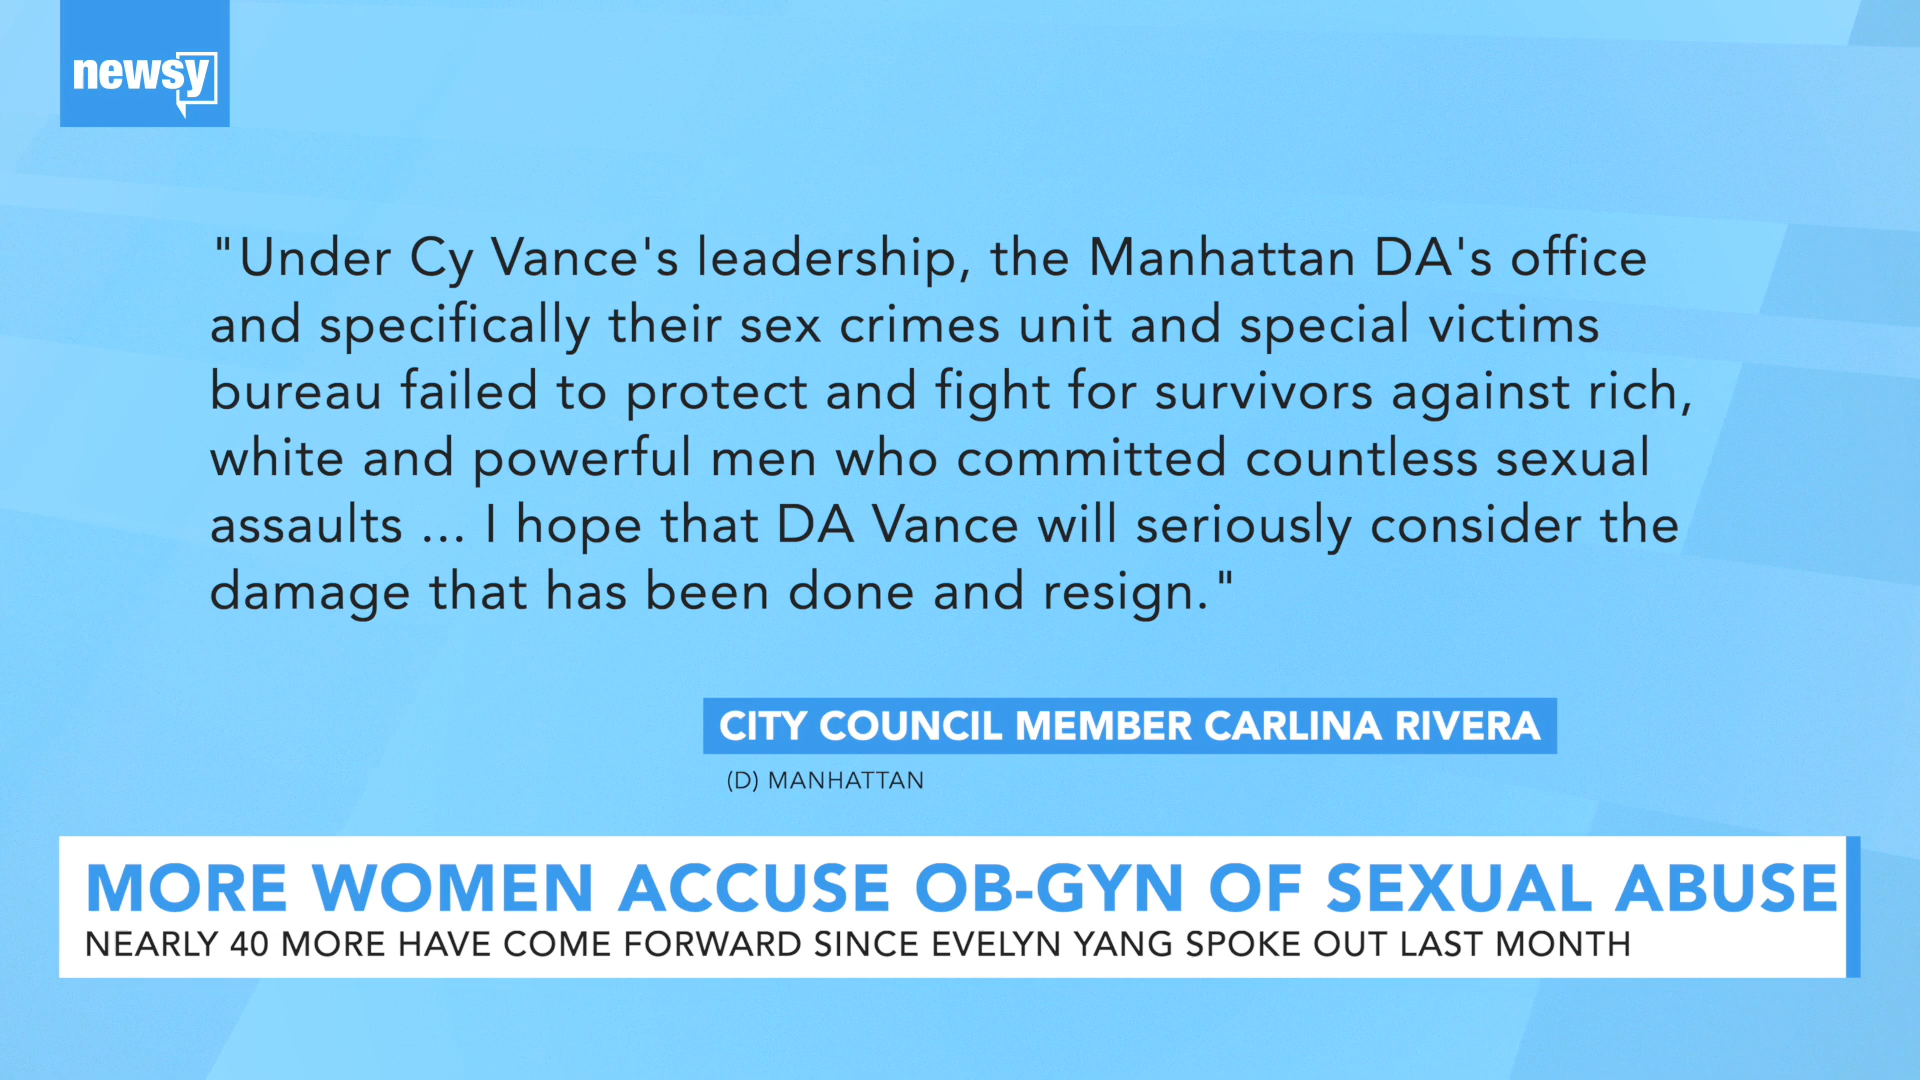 newsy
"Under Cy Vance's leadership, the Manhattan DA's office
and specifically their sex crimes unit and special victims
bureau failed to protect and fight for survivors against rich,
white and powerful men who committed countless sexual
assaults ... I hope that DA Vance will seriously consider the
damage that has been done and resign."
CITY COUNCIL MEMBER CARLINA RIVERA
(D) MANHATTAN
MORE WOMEN ACCUSE OB-GYN OF SEXUAL ABUSE
NEARLY 40 MORE HAVE COME FORWARD SINCE EVELYN YANG SPOKE OUT LAST MONTH